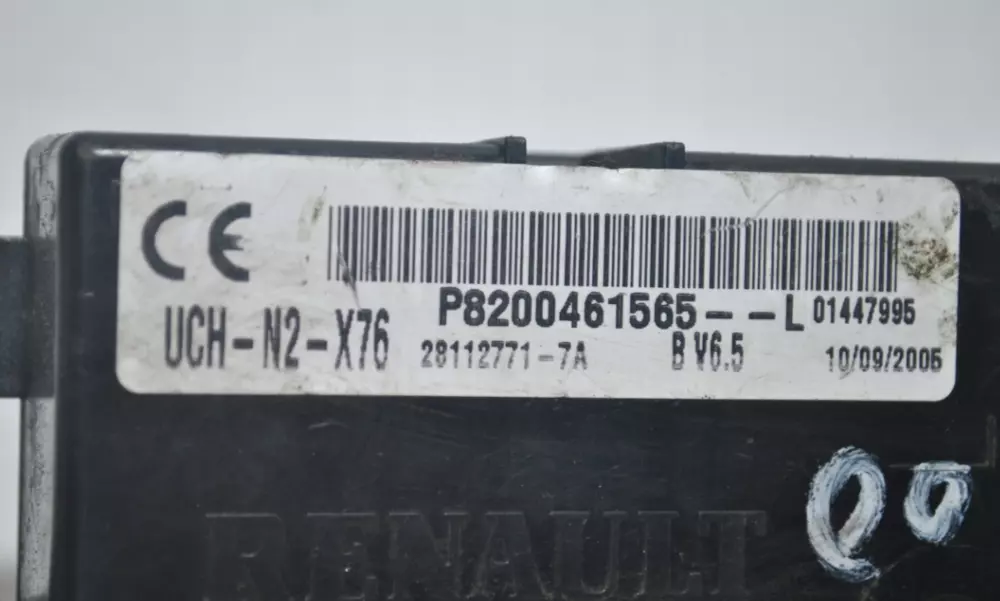 CE
P8200461565--L 01447995
UCH-N2-X76 28112771-7A B V6.5 10/09/2005
RENAULT